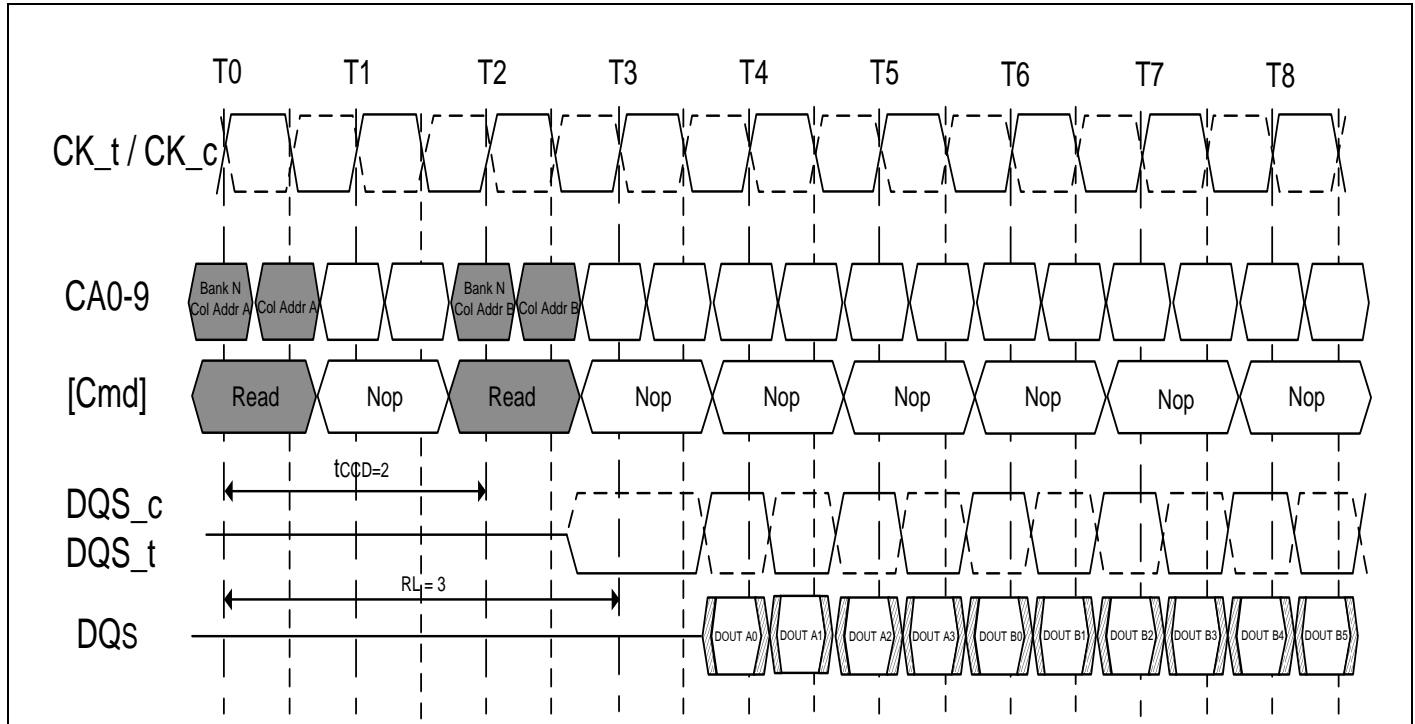 T0 T1 T2 T3 T4 T5 T6 T7 T8
CK_t / CK_c
CA0-9
Bank N
Col Addr A
Col Addr A
Bank N
Col Addr B
Col Addr B
[Cmd]
Read Nop Read Nop Nop Nop Nop Nop Nop
tCCD=2
DQS_c
DQS_t
RL = 3
DQs
DOUT A0 DOUT A1 DOUT A2 DOUT A3 DOUT B0 DOUT B1 DOUT B2 DOUT B3 DOUT B4 DOUT B5